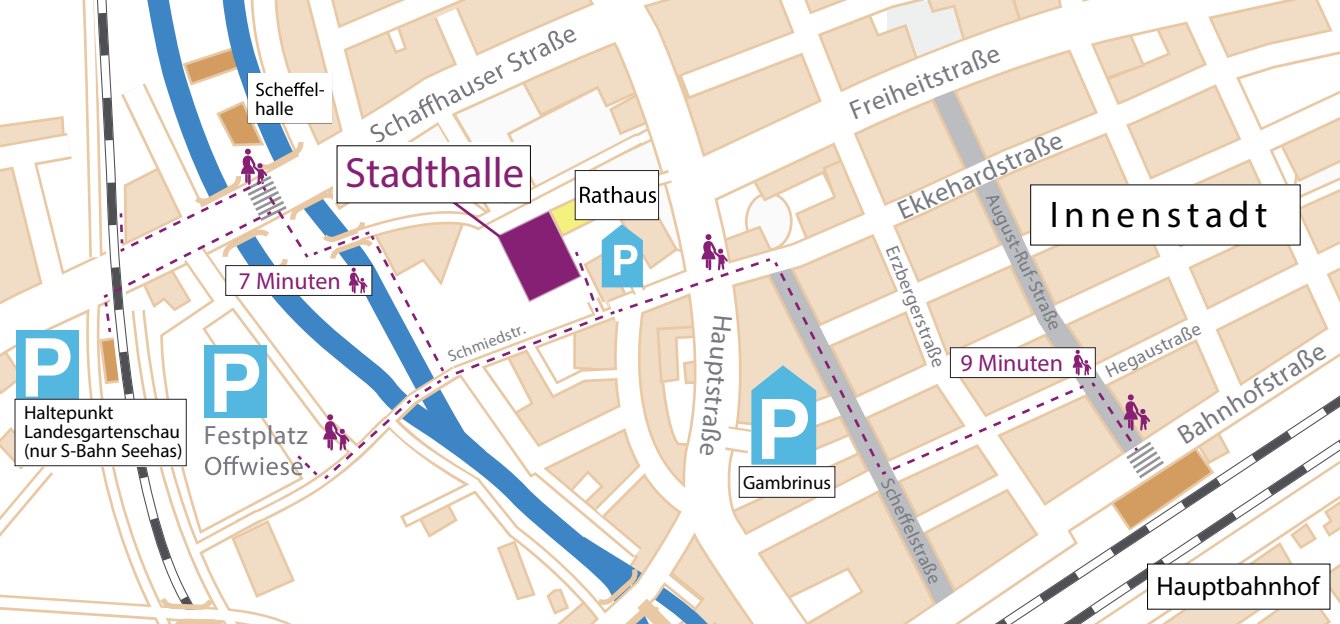 Schaffhauser Straße
Freiheitstraße
Scheffel-
halle
Stadthalle
Rathaus
P
Ekkehardstraße
Innenstadt
August-Ruf-Straße
Erzbergerstraße
7 Minuten
Schmiedstr.
Hauptstraße
9 Minuten
Hegaustraße
Bahnhofstraße
P
Haltepunkt
Landesgartenschau
(nur S-Bahn Seehas)
P
Festplatz
Offwiese
P
Gambrinus
Scheffelstraße
Hauptbahnhof